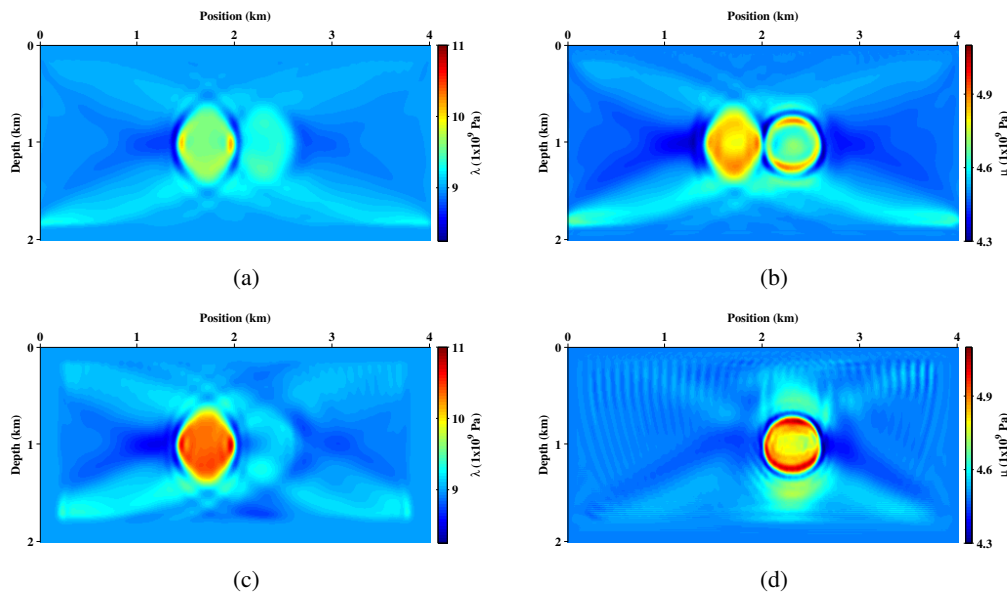 Position (km)
0 1 2 3 4
0
1
2
Depth (km)
11
10
9
λ (1x10⁹ Pa)
(a)
Position (km)
0 1 2 3 4
0
1
2
Depth (km)
4.9
4.6
4.3
μ (1x10⁹ Pa)
(b)
Position (km)
0 1 2 3 4
0
1
2
Depth (km)
11
10
9
λ (1x10⁹ Pa)
(c)
Position (km)
0 1 2 3 4
0
1
2
Depth (km)
4.9
4.6
4.3
μ (1x10⁹ Pa)
(d)